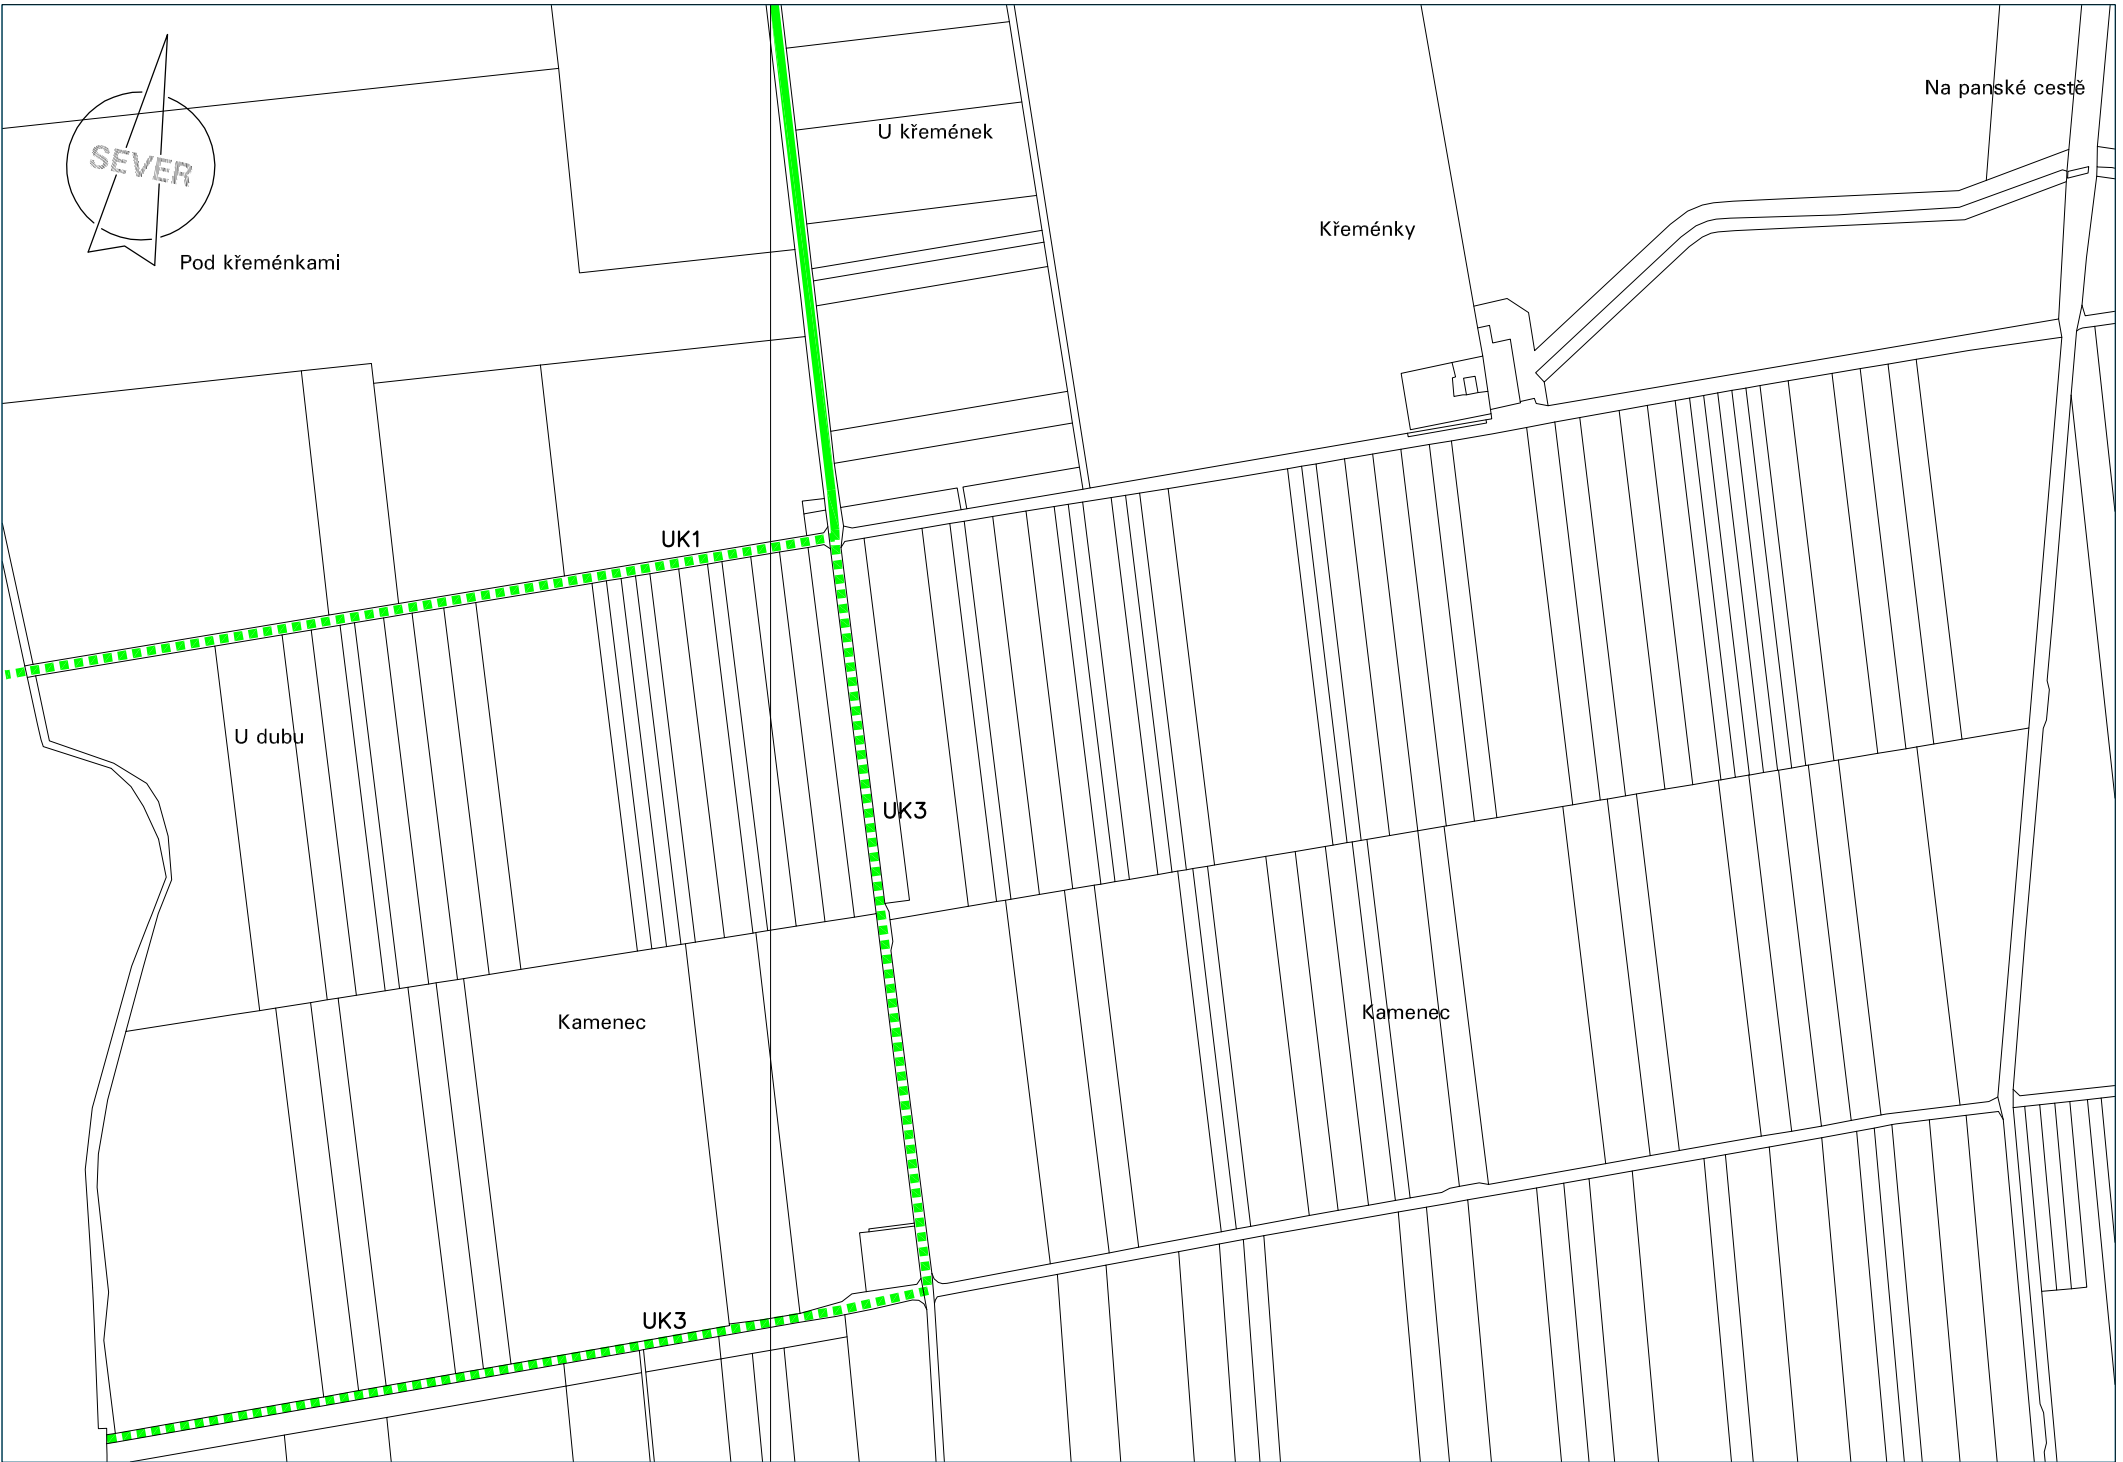 Na panské cestě
U křemének
SEVER
Křeménky
Pod křeménkami
UK1
U dubu
UK3
Kamenec
Kamenec
UK3